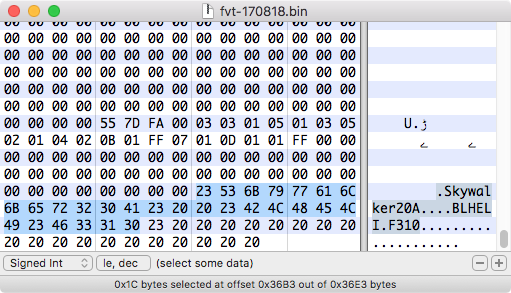 fvt-170818.bin
00 00 00 00 00 00 00 00 00 00 00 00 00 00 00
00 00 00 00 00 00 00 00 00 00 00 00 00 00 00
00 00 00 00 00 00 00 00 00 00 00 00 00 00 00
00 00 00 00 00 00 00 00 00 00 00 00 00 00 00
00 00 00 00 00 00 00 00 00 00 00 00 00 00 00
00 00 00 00 00 00 00 00 00 00 00 00 00 00 00
00 00 00 00 55 7D FA 00 03 03 01 05 01 03 05 U.ژ
02 01 04 02 0B 01 FF 07 01 0D 01 01 FF 00 00 ے ے
00 00 00 00 00 00 00 00 00 00 00 00 00 00 00
00 00 00 00 00 00 00 00 00 00 00 00 00 00 00
00 00 00 00 00 00 00 00 23 53 6B 79 77 61 6C .Skywal
6B 65 72 32 30 41 23 20 20 23 42 4C 48 45 4C ker20A....BLHEL
49 23 46 33 31 30 23 20 20 20 20 20 20 20 20 I.F310.........
20 20 20 20 20 20 20 20 20 20 20 ...........
Signed Int le, dec (select some data)
0x1C bytes selected at offset 0x36B3 out of 0x36E3 bytes